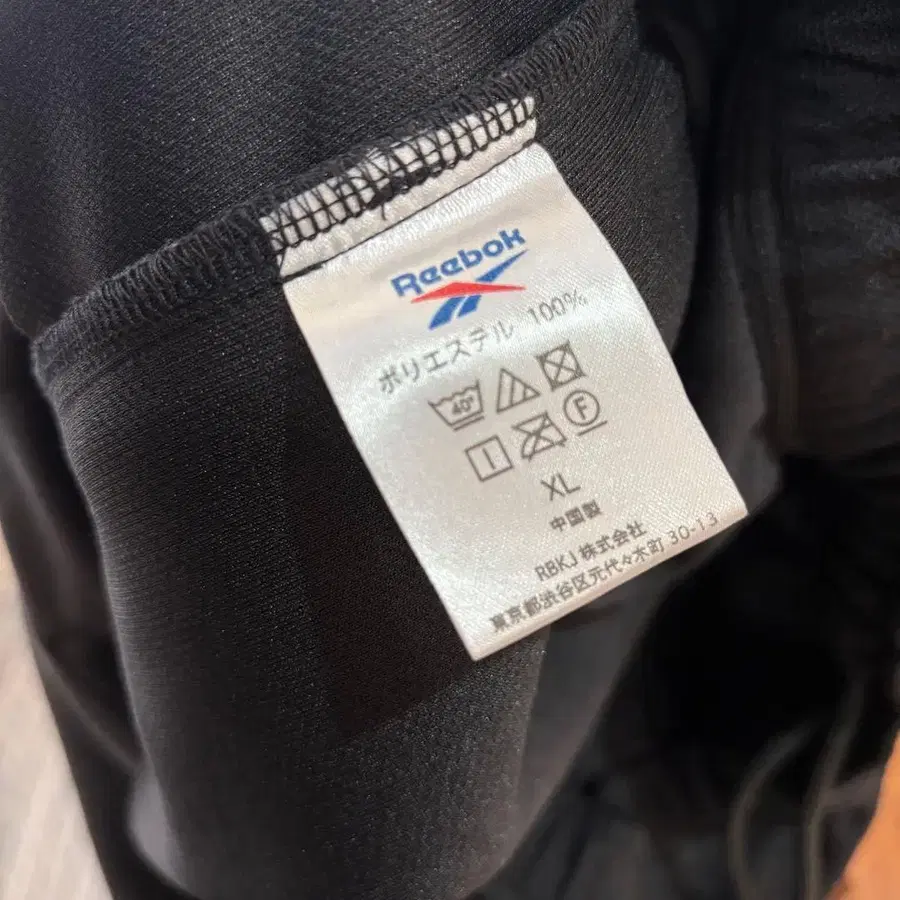 Reebok
ポリエステル 100%
40°
F
XL
中国製
RBKJ 株式会社
東京都渋谷区元代々木町 30-13